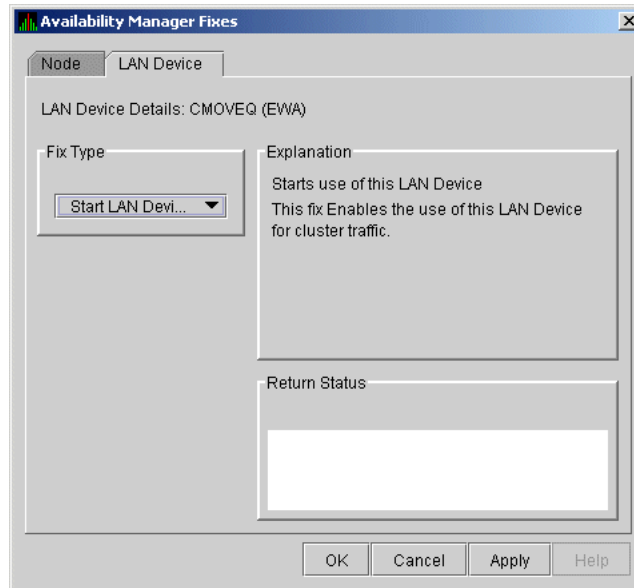 Availability Manager Fixes
Node
LAN Device
LAN Device Details: CMOVEQ (EWA)
Fix Type
Start LAN Devi...
Explanation
Starts use of this LAN Device
This fix Enables the use of this LAN Device
for cluster traffic.
Return Status
OK Cancel Apply Help